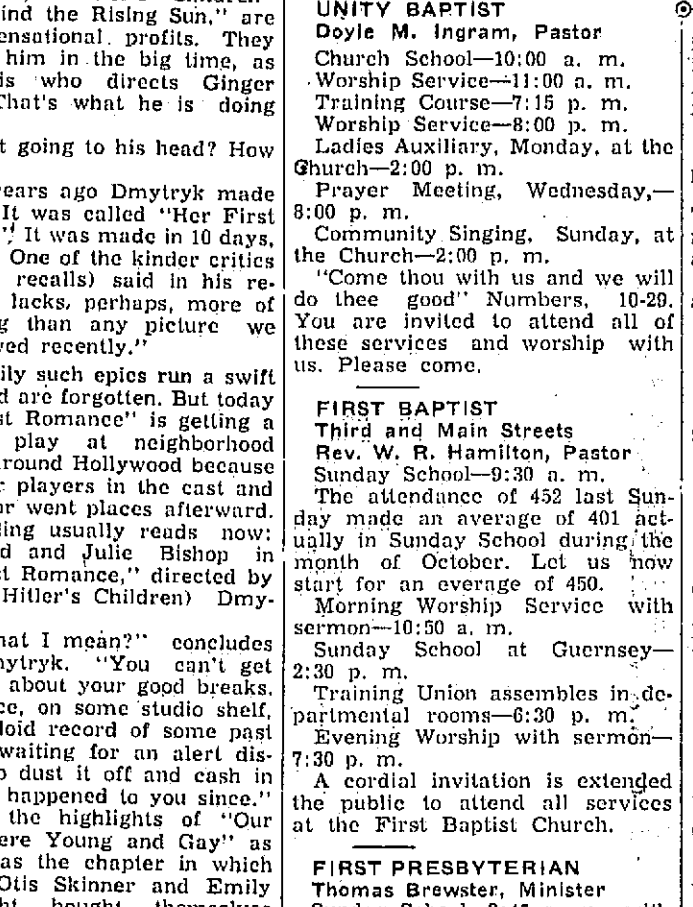 ind the Rising Sun," are
ensational profits. They
him in the big time, as
is who directs Ginger
That's what he is doing
t going to his head? How
years ago Dmytryk made
It was called "Her First
" It was made in 10 days,
One of the kinder critics
recalls) said in his re-
lacks, perhaps, more of
g than any picture we
ved recently."
ily such epics run a swift
d are forgotten. But today
st Romance" is getting a
play at neighborhood
round Hollywood because
r players in the cast and
or went places afterward.
ling usually reads now:
d and Julie Bishop in
st Romance," directed by
Hitler's Children) Dmy-
hat I mean?" concludes
mytryk. "You can't get
about your good breaks.
ce, on some studio shelf,
loid record of some past
waiting for an alert dis-
o dust it off and cash in
happened to you since."
the highlights of "Our
ere Young and Gay" as
as the chapter in which
Otis Skinner and Emily
ht bought themselves
UNITY BAPTIST
Doyle M. Ingram, Pastor
Church School—10:00 a. m.
Worship Service—11:00 a. m.
Training Course—7:15 p. m.
Worship Service—8:00 p. m.
Ladies Auxiliary, Monday, at the
Church—2:00 p. m.
Prayer Meeting, Wednesday,—
8:00 p. m.
Community Singing, Sunday, at
the Church—2:00 p. m.
"Come thou with us and we will
do thee good" Numbers, 10-29.
You are invited to attend all of
these services and worship with
us. Please come.
FIRST BAPTIST
Third and Main Streets
Rev. W. R. Hamilton, Pastor
Sunday School—9:30 a. m.
The attendance of 452 last Sun-
day made an average of 401 act-
ually in Sunday School during the
month of October. Let us now
start for an everage of 450.
Morning Worship Service with
sermon—10:50 a. m.
Sunday School at Guernsey—
2:30 p. m.
Training Union assembles in de-
partmental rooms—6:30 p. m.
Evening Worship with sermon—
7:30 p. m.
A cordial invitation is extended
the public to attend all services
at the First Baptist Church.
FIRST PRESBYTERIAN
Thomas Brewster, Minister